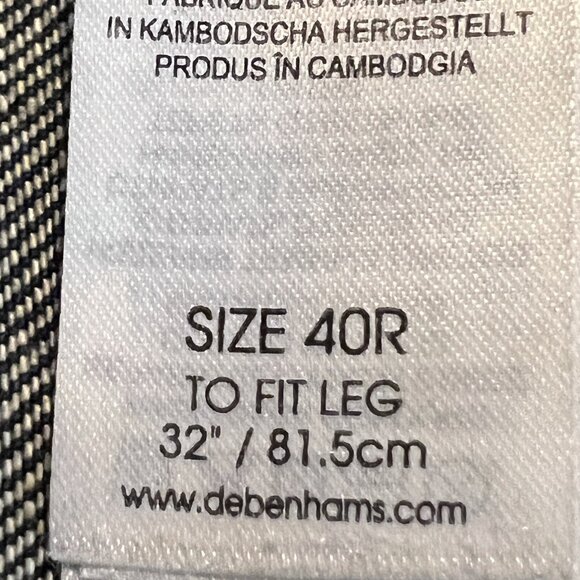 IN KAMBODSCHA HERGESTELLT
PRODUS ÎN CAMBODGIA
SIZE 40R
TO FIT LEG
32" / 81.5cm
www.debenhams.com